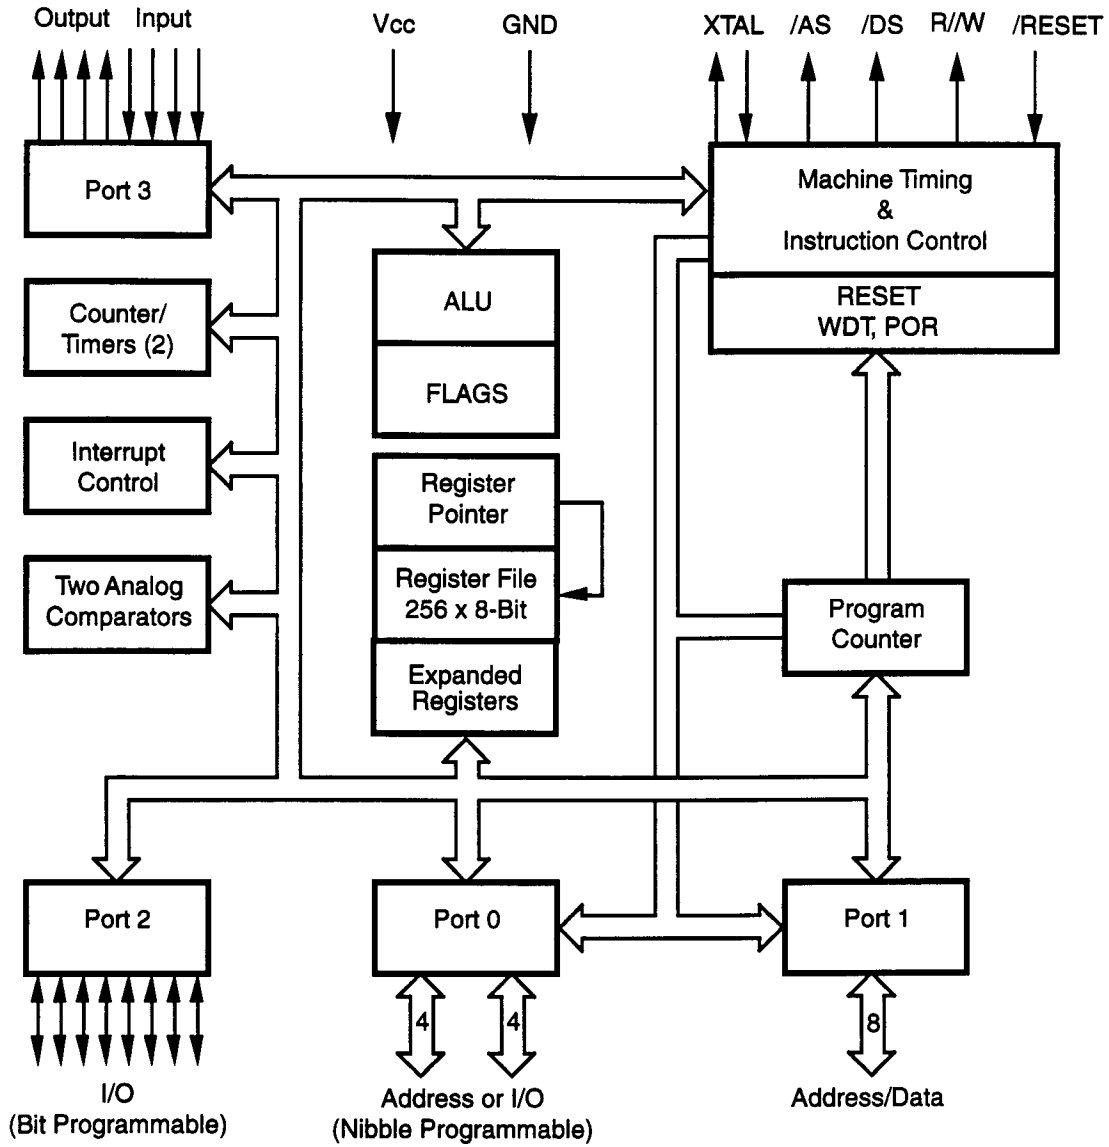 Output Input Vcc GND XTAL /AS /DS R//W /RESET
Port 3
Machine Timing
&
Instruction Control
RESET
WDT, POR
Counter/
Timers (2)
ALU
FLAGS
Interrupt
Control
Register
Pointer
Register File
256 x 8-Bit
Expanded
Registers
Two Analog
Comparators
Program
Counter
Port 2
Port 0
Port 1
4
4
8
I/O
(Bit Programmable)
Address or I/O
(Nibble Programmable)
Address/Data